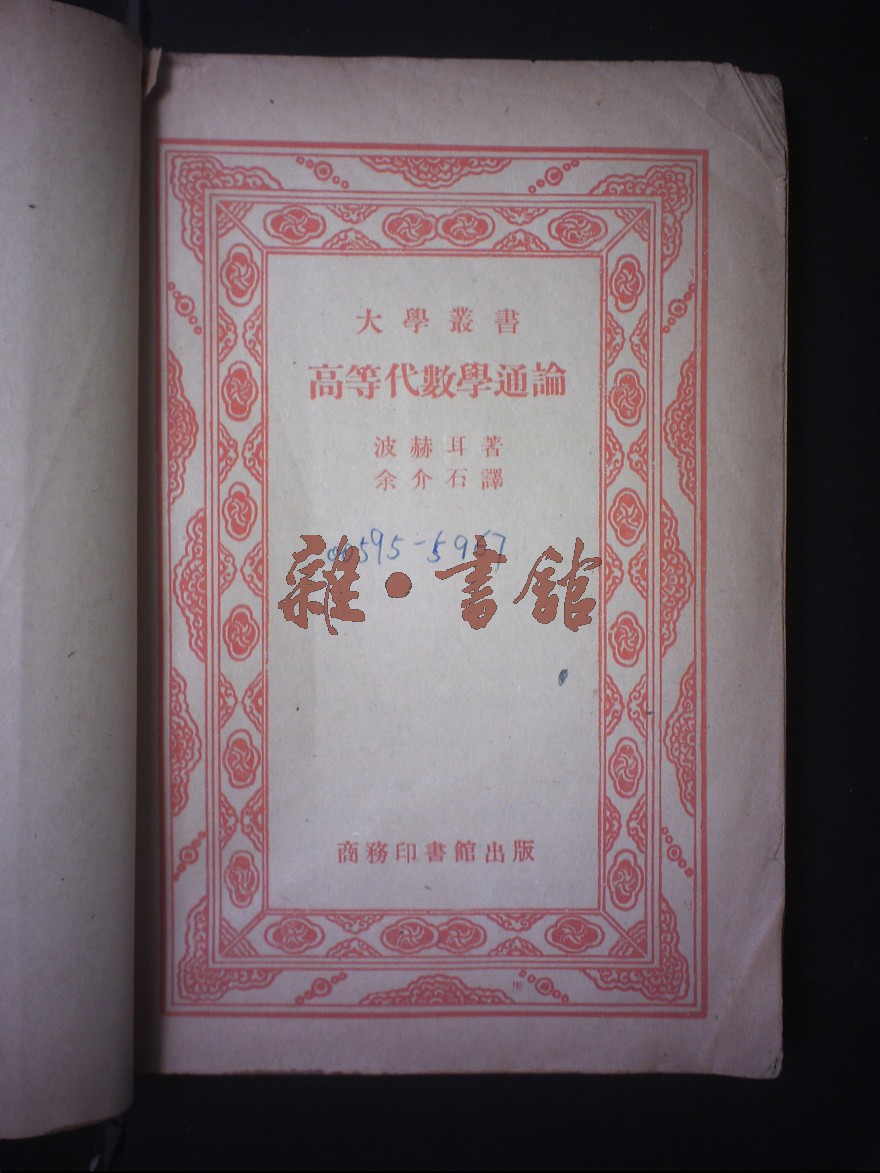 大學叢書
高等代數學通論
波赫耳著
余介石譯
雜·書館
商務印書館出版